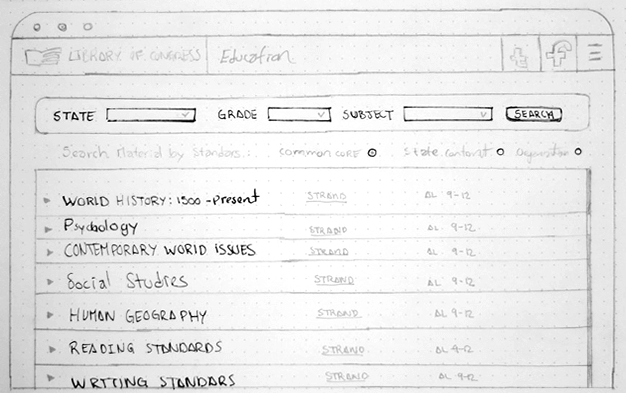 LIBRARY OF CONGRESS Education
STATE GRADE SUBJECT SEARCH
Search Material by Standars: Common CORE State content Organization
WORLD HISTORY: 1500 - Present STRAND AL 9-12
Psychology STRAND AL 9-12
CONTEMPORARY WORLD ISSUES STRAND AL 9-12
Social Studies STRAND AL 9-12
HUMAN GEOGRAPHY STRAND AL 9-12
READING STANDARDS STRAND AL 9-12
WRITING STANDARS STRAND AL 9-12